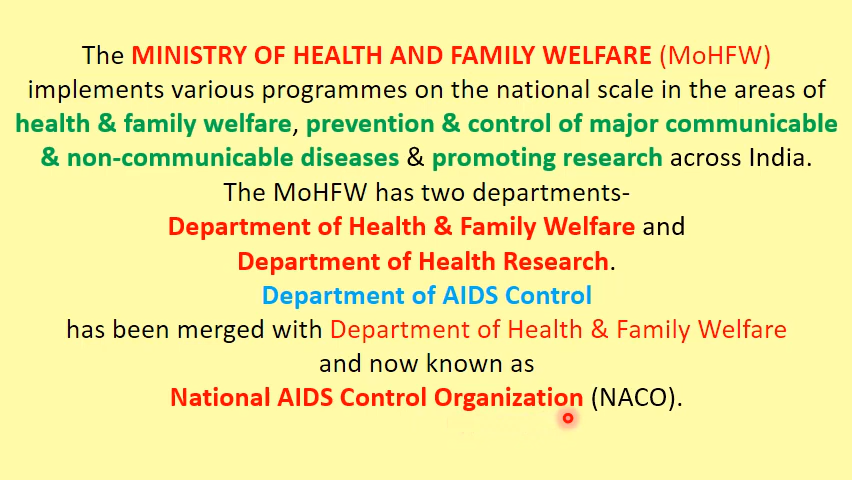 The MINISTRY OF HEALTH AND FAMILY WELFARE (MoHFW)
implements various programmes on the national scale in the areas of
health & family welfare, prevention & control of major communicable
& non-communicable diseases & promoting research across India.
The MoHFW has two departments-
Department of Health & Family Welfare and
Department of Health Research.
Department of AIDS Control
has been merged with Department of Health & Family Welfare
and now known as
National AIDS Control Organization (NACO).